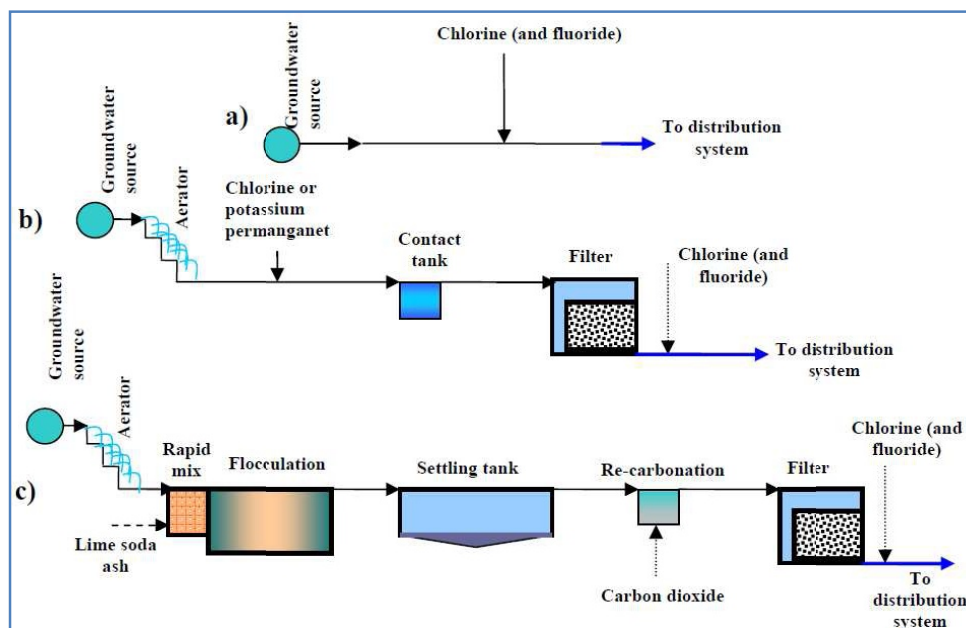 Chlorine (and fluoride)
a)
Groundwater
source
To distribution
system
b)
Groundwater
source
Aerator
Chlorine or
potassium
permanganet
Contact
tank
Filter
Chlorine (and
fluoride)
To distribution
system
c)
Groundwater
source
Aerator
Rapid
mix
Flocculation
Settling tank
Re-carbonation
Filter
Chlorine (and
fluoride)
Lime soda
ash
Carbon dioxide
To
distribution
system